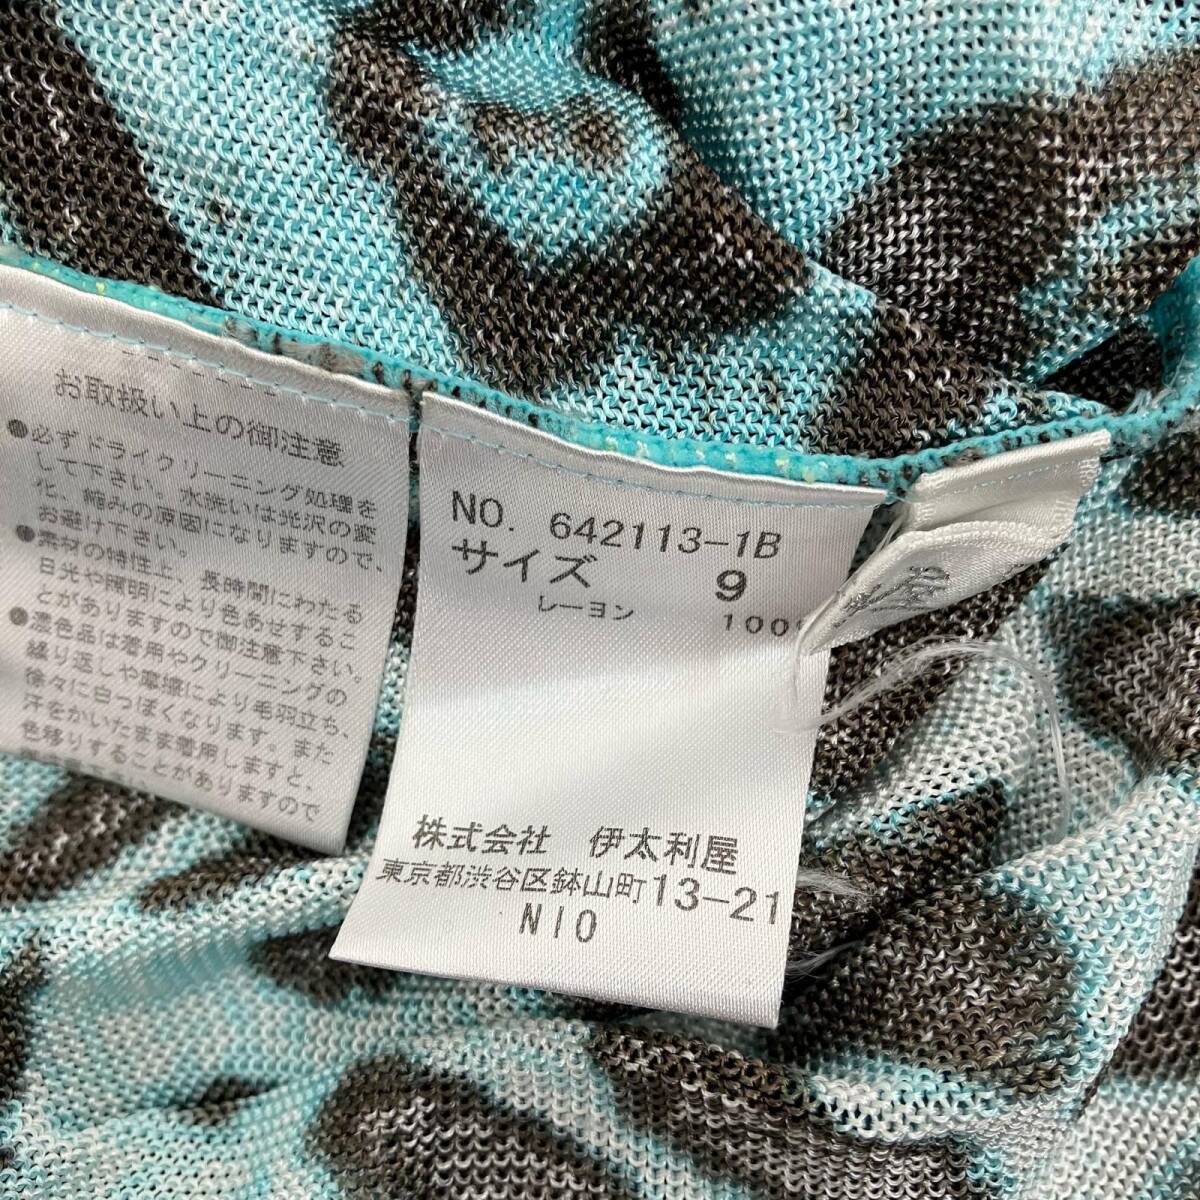 お取扱い上の御注意
●必ずドライクリーニング処理を
して下さい。水洗いは光沢の変
化、縮みの原因になりますので、
お避け下さい。
●素材の特性上、長時間にわたる
日光や照明により色あせするこ
とがありますので御注意下さい。
●濃色品は着用やクリーニングの
繰り返しや摩擦により毛羽立ち、
徐々に白っぽくなります。また
汗をかいたまま着用しますと、
色移りすることがありますので
NO. 642113-1B
サイズ 9
レーヨン 100%
株式会社 伊太利屋
東京都渋谷区鉢山町13-21
N10